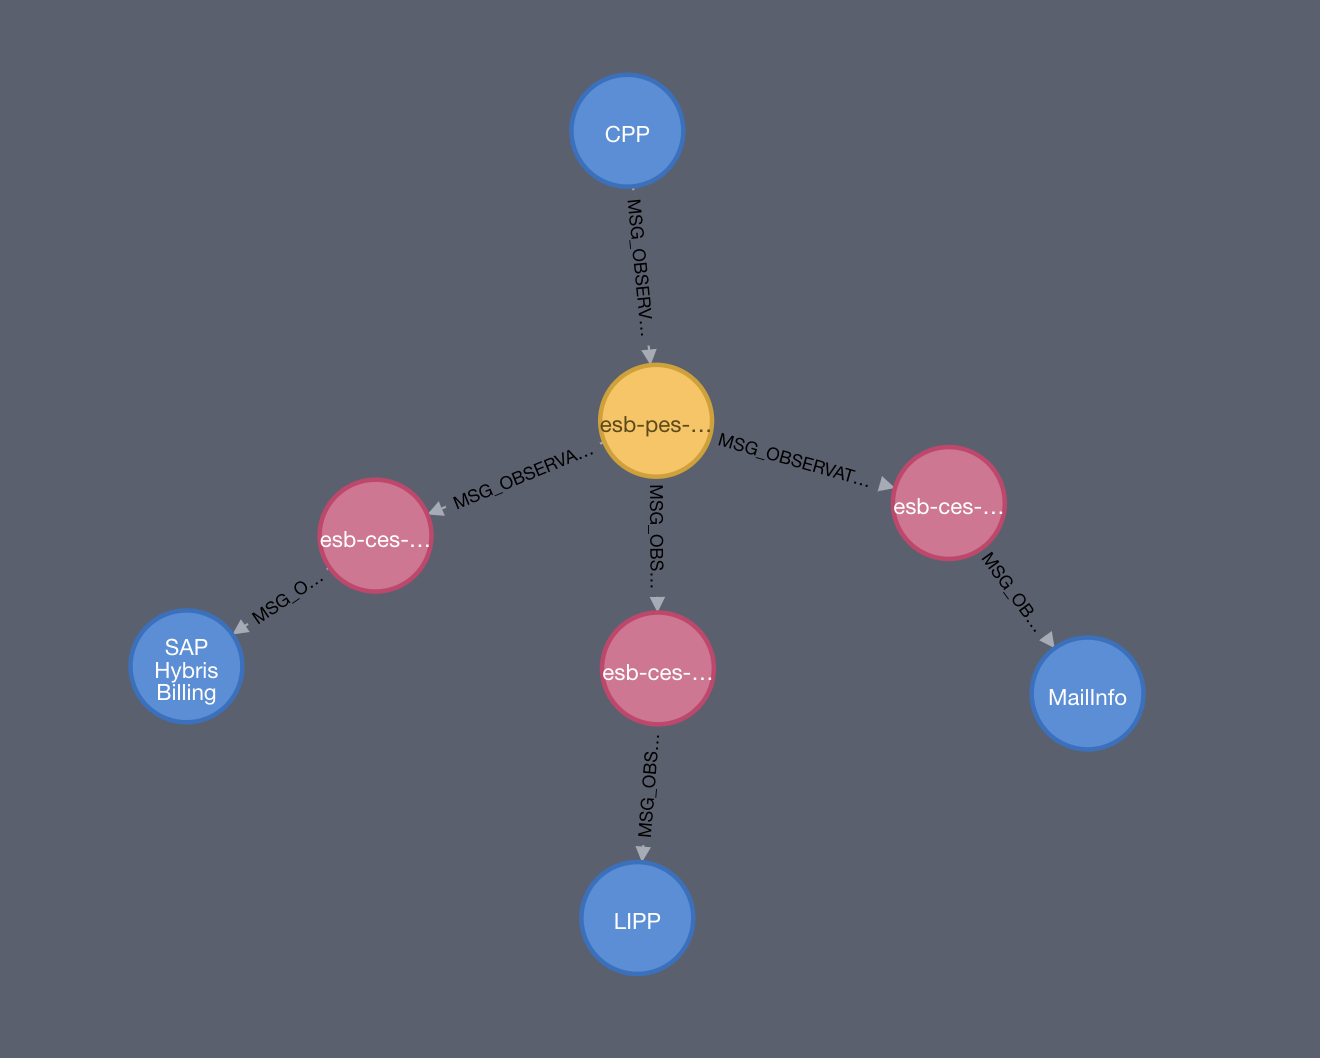 CPP
MSG_OBSERV…
esb-pes-…
MSG_OBSERVA…
MSG_OBS…
MSG_OBSERVAT…
esb-ces-…
esb-ces-…
MSG_O…
MSG_OB…
SAP
Hybris
Billing
esb-ces-…
MailInfo
MSG_OBS…
LIPP